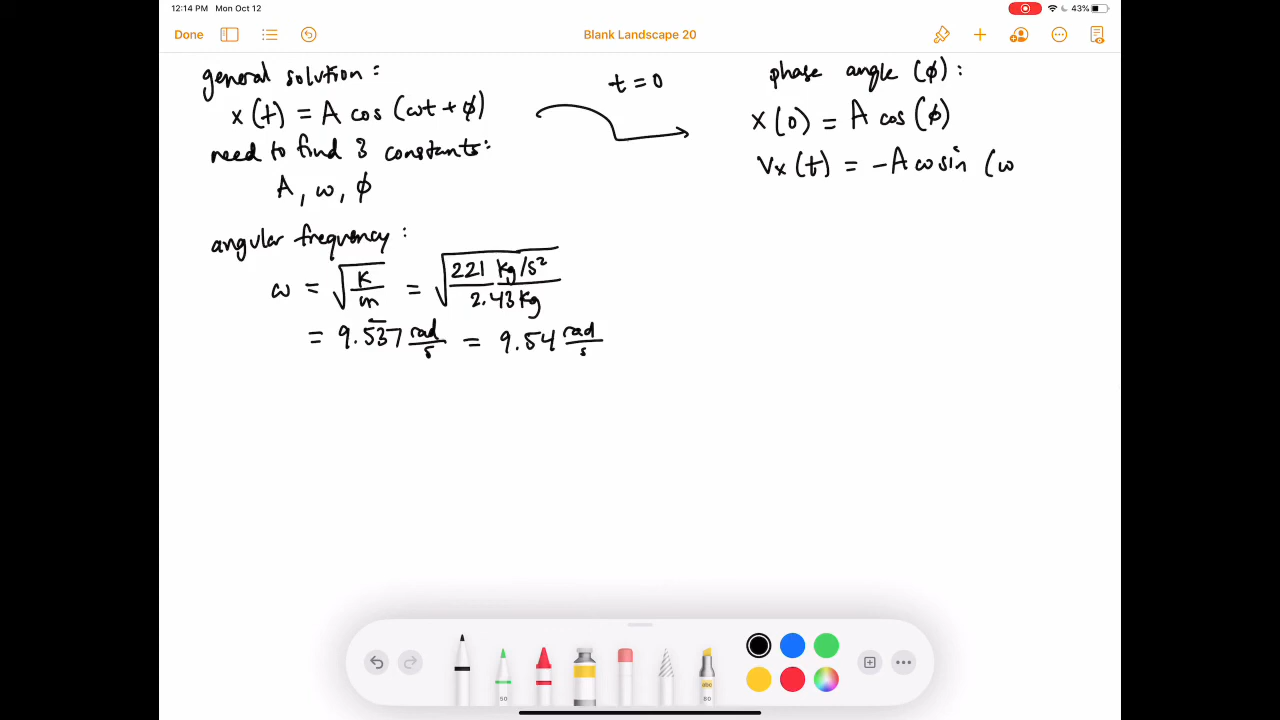 12:14 PM Mon Oct 12
43%
Done
Blank Landscape 20
general solution:
x(t) = A cos (ωt + ϕ)
need to find 3 constants:
A, ω, ϕ
angular frequency:
ω = √(K/m) = √(221 kg/s² / 2.43 kg)
= 9.537 rad/s = 9.54 rad/s
t = 0
phase angle (ϕ):
x(0) = A cos (ϕ)
Vx(t) = -Aω sin (ω
50
80